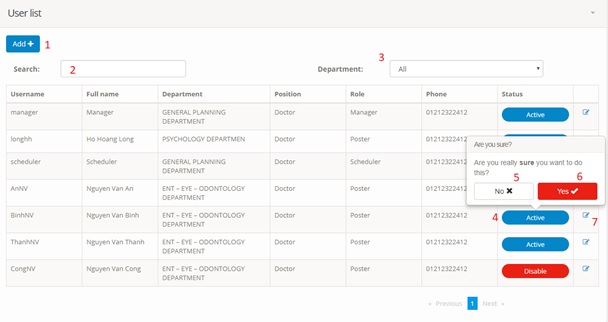 User list
Add + 1
Search: 2 Department: 3 All
Username Full name Department Position Role Phone Status
manager Manager GENERAL PLANNING DEPARTMENT Doctor Manager 01212322412 Active
longhh Ho Hoang Long PSYCHOLOGY DEPARTMEN Doctor Poster 01212322412
scheduler Scheduler GENERAL PLANNING DEPARTMENT Doctor Scheduler 01212322412
Are you sure?
Are you really sure you want to do
this?
5 6
No ✖ Yes ✔
AnNV Nguyen Van An ENT – EYE – ODONTOLOGY DEPARTMENT Doctor Poster 01212322412
BinhNV Nguyen Van Binh ENT – EYE – ODONTOLOGY DEPARTMENT Doctor Poster 01212322412 4 Active 7
ThanhNV Nguyen Van Thanh ENT – EYE – ODONTOLOGY DEPARTMENT Doctor Poster 01212322412 Active
CongNV Nguyen Van Cong ENT – EYE – ODONTOLOGY DEPARTMENT Doctor Poster 01212322412 Disable
« Previous 1 Next »